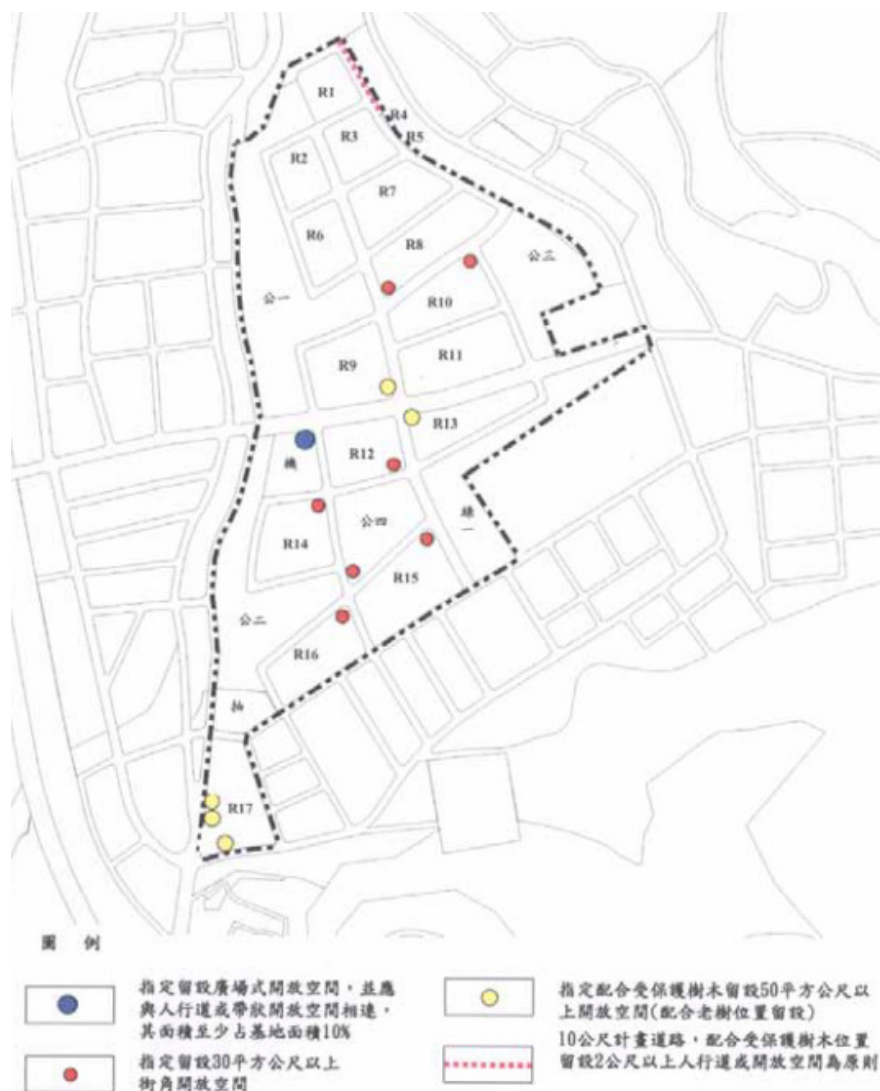 R1
R4
R5
R3
R2
R7
R6
R8
公三
公一
R10
R11
R9
R13
機
R12
綠一
公四
R14
R15
公二
R16
抽
R17
圖 例
指定留設廣場式開放空間，並應
與人行道或帶狀開放空間相連，
其面積至少占基地面積10%
指定留設30平方公尺以上
街角開放空間
指定配合受保護樹木留設50平方公尺以
上開放空間(配合老樹位置留設)
10公尺計畫道路，配合受保護樹木位置
留設2公尺以上人行道或開放空間為原則